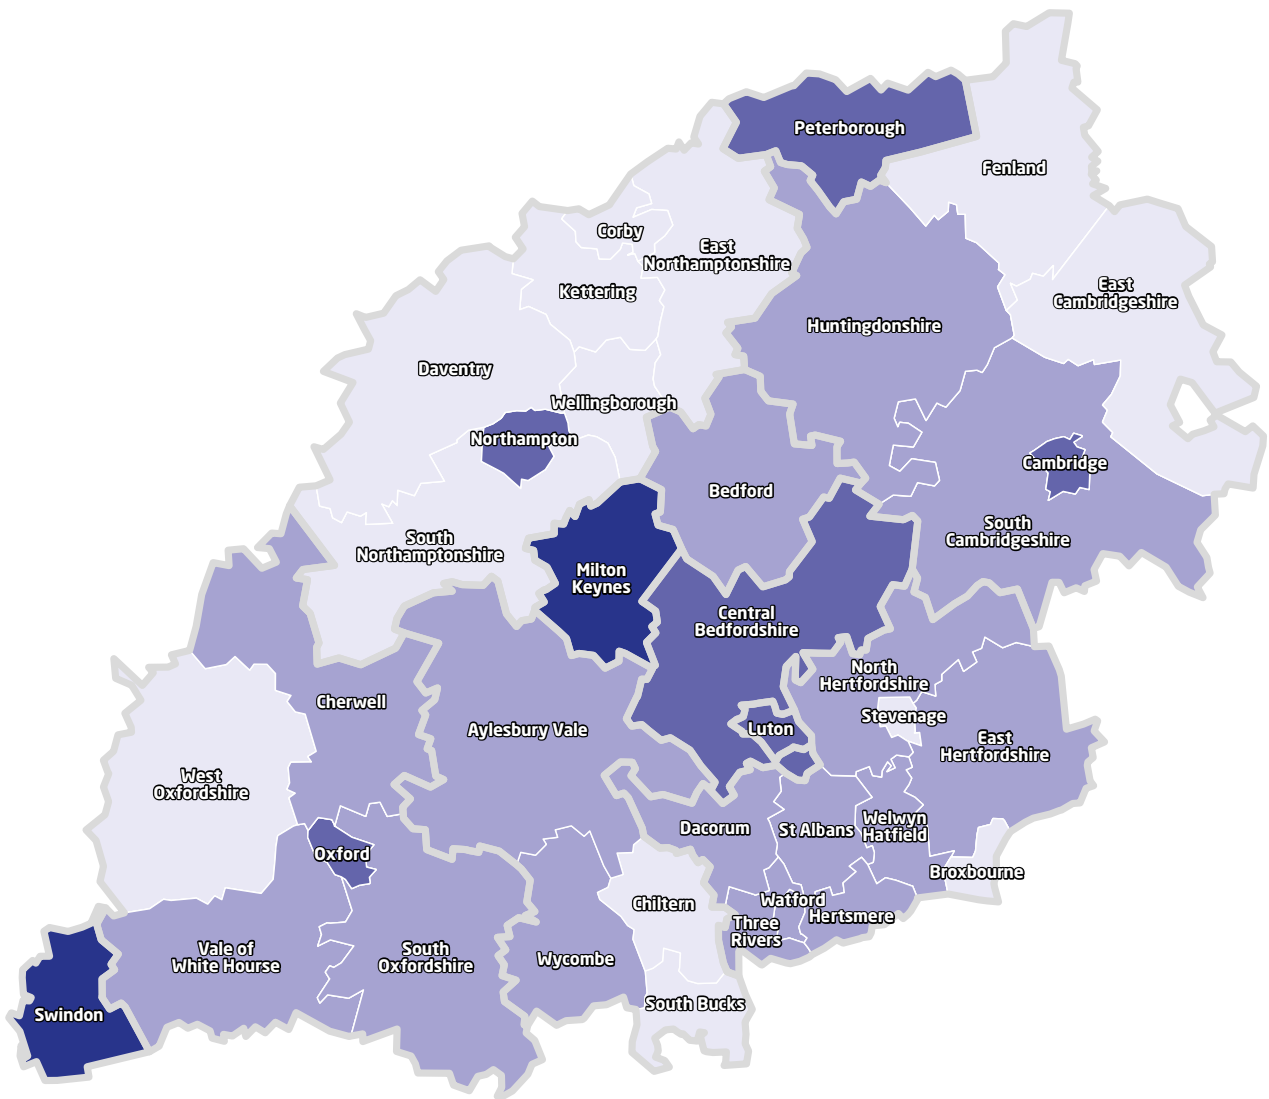 Peterborough
Fenland
Corby
East
Northamptonshire
Kettering
East
Cambridgeshire
Huntingdonshire
Daventry
Wellingborough
Northampton
Cambridge
Bedford
South
Cambridgeshire
South
Northamptonshire
Milton
Keynes
Central
Bedfordshire
North
Hertfordshire
Cherwell
Stevenage
Aylesbury Vale
Luton
East
Hertfordshire
West
Oxfordshire
Dacorum
St Albans
Welwyn
Hatfield
Oxford
Broxbourne
Chiltern
Watford
Hertsmere
Three
Rivers
Vale of
White Hourse
South
Oxfordshire
Wycombe
South Bucks
Swindon